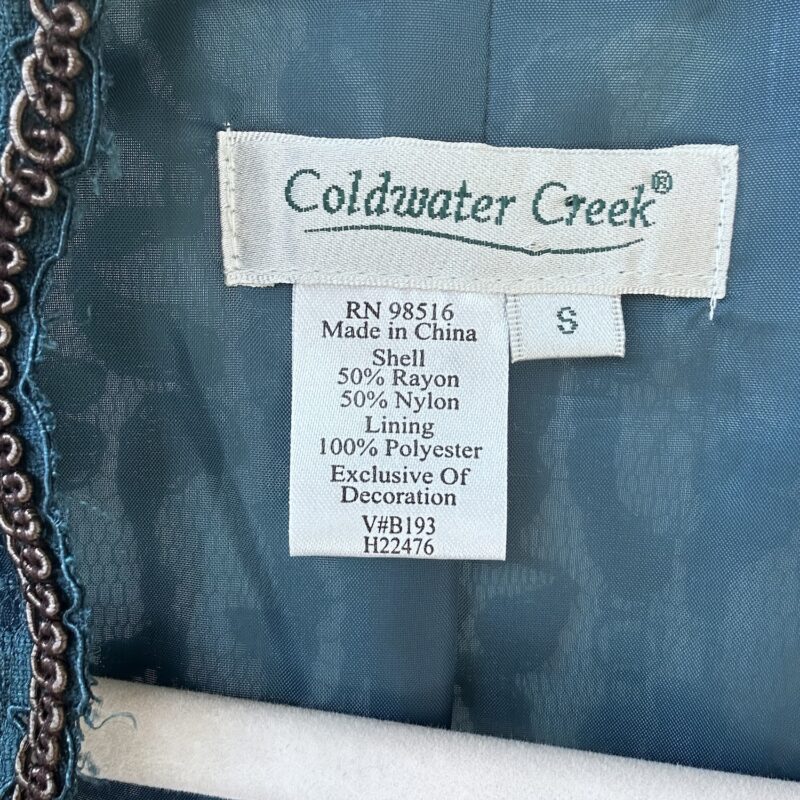 Coldwater Creek®
S
RN 98516
Made in China
Shell
50% Rayon
50% Nylon
Lining
100% Polyester
Exclusive Of
Decoration
V#B193
H22476